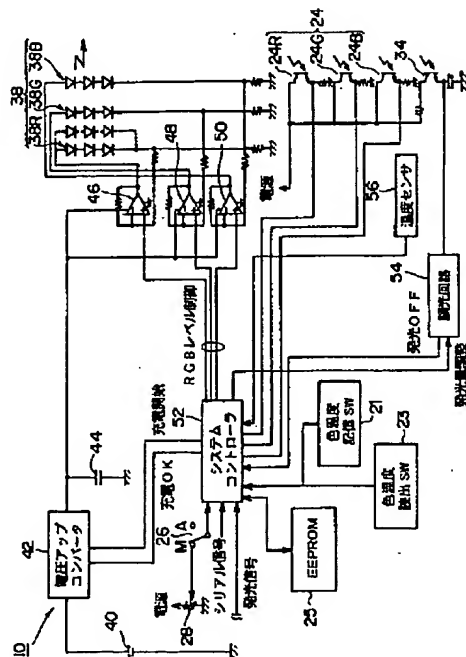 38
38R 38G 38B
N
46
48
50
24
24R
24G
24B
34
電源
56
温度センサ
54
調光回路
発光OFF
発光量調整
RGBレベル制御
充電開始
52
システム
コントローラ
充電OK
44
42
電圧アップ
コンバータ
10
40
電源
28
26
M
A
シリアル信号
発光信号
25
EEPROM
21
色温度
記憶SW
23
色温度
検出SW